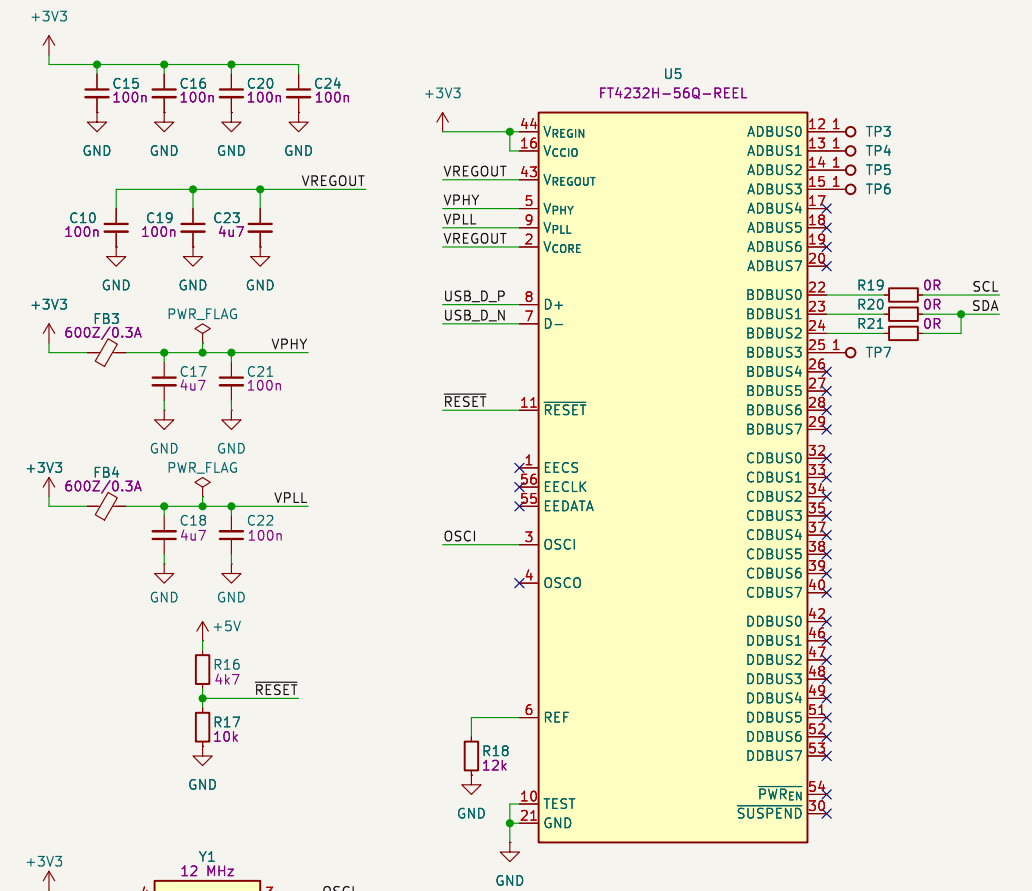 +3V3
C15
100n
C16
100n
C20
100n
C24
100n
GND
GND
GND
GND
VREGOUT
C10
100n
C19
100n
C23
4u7
GND
GND
GND
+3V3
FB3
600Z/0.3A
PWR_FLAG
VPHY
C17
4u7
C21
100n
GND
GND
+3V3
FB4
600Z/0.3A
PWR_FLAG
VPLL
C18
4u7
C22
100n
GND
GND
+5V
R16
4k7
RESET
R17
10k
GND
+3V3
Y1
12 MHz
4
3
OSCI
U5
FT4232H-56Q-REEL
+3V3
44 VREGIN
16 VCCIO
VREGOUT 43 VREGOUT
VPHY 5 VPHY
VPLL 9 VPLL
VREGOUT 2 VCORE
USB_D_P 8 D+
USB_D_N 7 D-
RESET 11 RESET
1 EECS
56 EECLK
55 EEDATA
OSCI 3 OSCI
4 OSCO
6 REF
R18
12k
GND
10 TEST
21 GND
GND
ADBUS0 12 1 TP3
ADBUS1 13 1 TP4
ADBUS2 14 1 TP5
ADBUS3 15 1 TP6
ADBUS4 17
ADBUS5 18
ADBUS6 19
ADBUS7 20
BDBUS0 22 R19 0R SCL
BDBUS1 23 R20 0R SDA
BDBUS2 24 R21 0R
BDBUS3 25 1 TP7
BDBUS4 26
BDBUS5 27
BDBUS6 28
BDBUS7 29
CDBUS0 32
CDBUS1 33
CDBUS2 34
CDBUS3 35
CDBUS4 37
CDBUS5 38
CDBUS6 39
CDBUS7 40
DDBUS0 42
DDBUS1 46
DDBUS2 47
DDBUS3 48
DDBUS4 49
DDBUS5 51
DDBUS6 52
DDBUS7 53
PWREN 54
SUSPEND 30